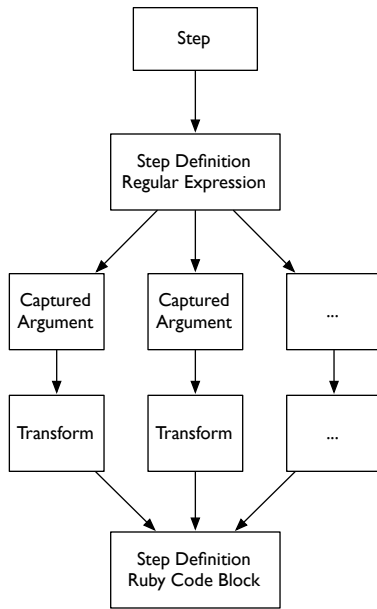 Step
Step Definition
Regular Expression
Captured
Argument
Captured
Argument
...
Transform
Transform
...
Step Definition
Ruby Code Block